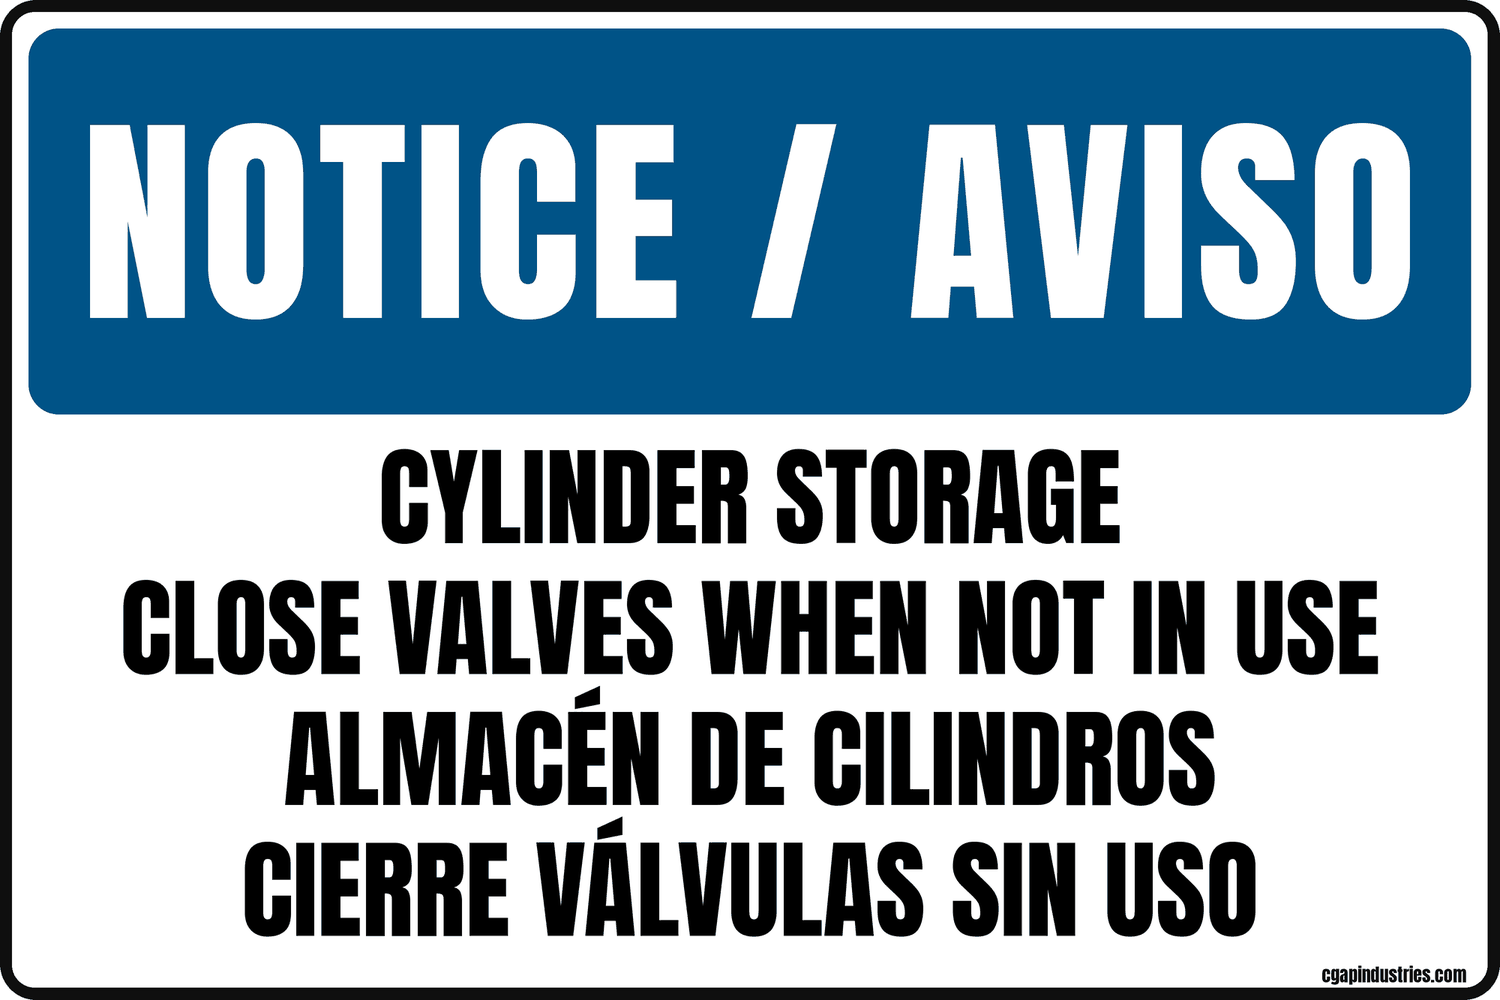 NOTICE / AVISO
CYLINDER STORAGE
CLOSE VALVES WHEN NOT IN USE
ALMACÉN DE CILINDROS
CIERRE VÁLVULAS SIN USO
cgapindustries.com